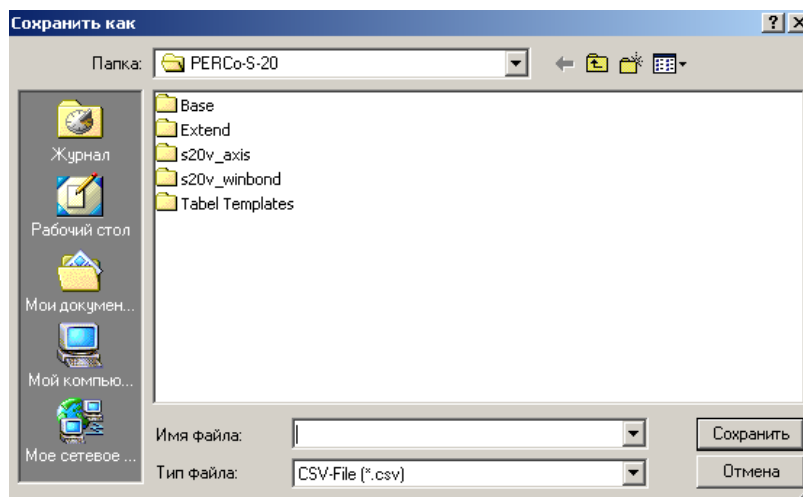 Сохранить как
Папка: PERCo-S-20
Base
Extend
s20v_axis
s20v_winbond
Tabel Templates
Журнал
Рабочий стол
Мои докумен...
Мой компью...
Мое сетевое ...
Имя файла:
Сохранить
Тип файла: CSV-File (*.csv)
Отмена